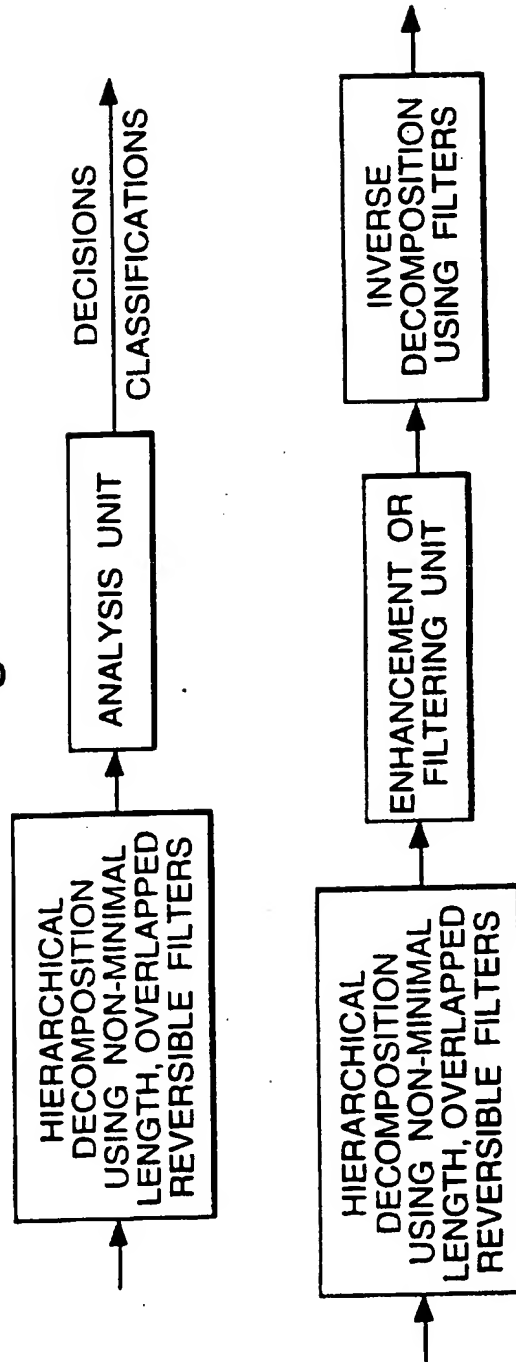 HIERARCHICAL
DECOMPOSITION
USING NON-MINIMAL
LENGTH, OVERLAPPED
REVERSIBLE FILTERS
ANALYSIS UNIT
DECISIONS
CLASSIFICATIONS
HIERARCHICAL
DECOMPOSITION
USING NON-MINIMAL
LENGTH, OVERLAPPED
REVERSIBLE FILTERS
ENHANCEMENT OR
FILTERING UNIT
INVERSE
DECOMPOSITION
USING FILTERS